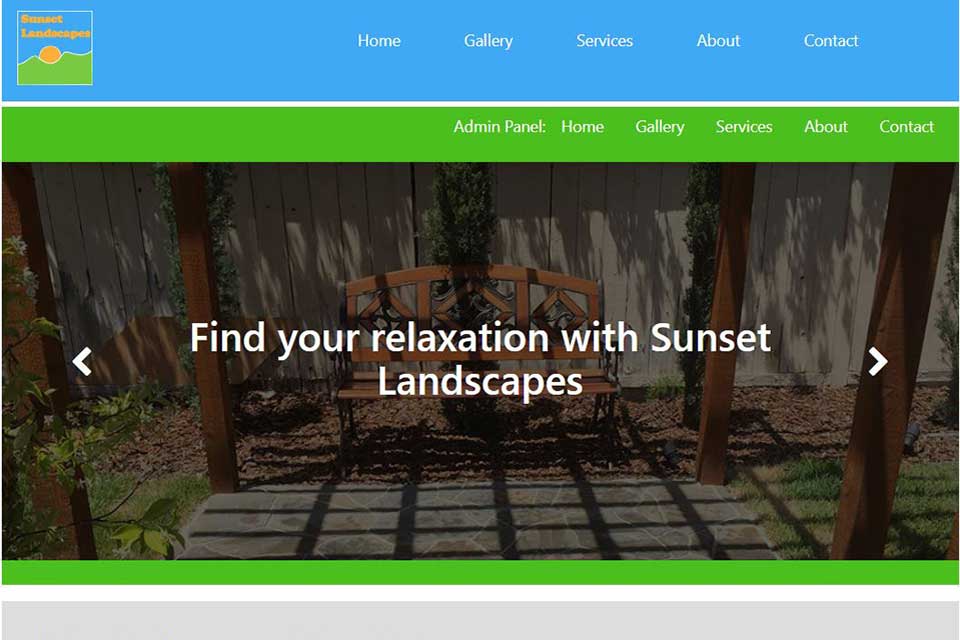 Sunset
Landscapes
Home Gallery Services About Contact
Admin Panel: Home Gallery Services About Contact
Find your relaxation with Sunset
Landscapes